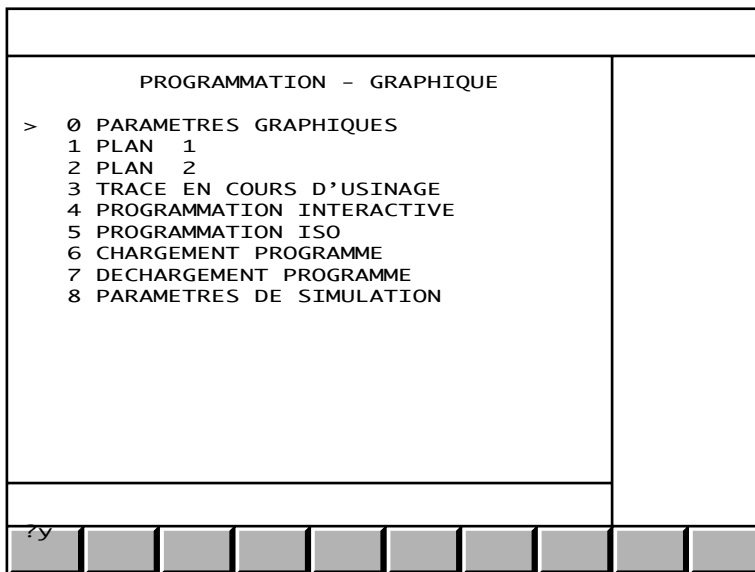 PROGRAMMATION – GRAPHIQUE
> 0 PARAMETRES GRAPHIQUES
1 PLAN 1
2 PLAN 2
3 TRACE EN COURS D’USINAGE
4 PROGRAMMATION INTERACTIVE
5 PROGRAMMATION ISO
6 CHARGEMENT PROGRAMME
7 DECHARGEMENT PROGRAMME
8 PARAMETRES DE SIMULATION
?y